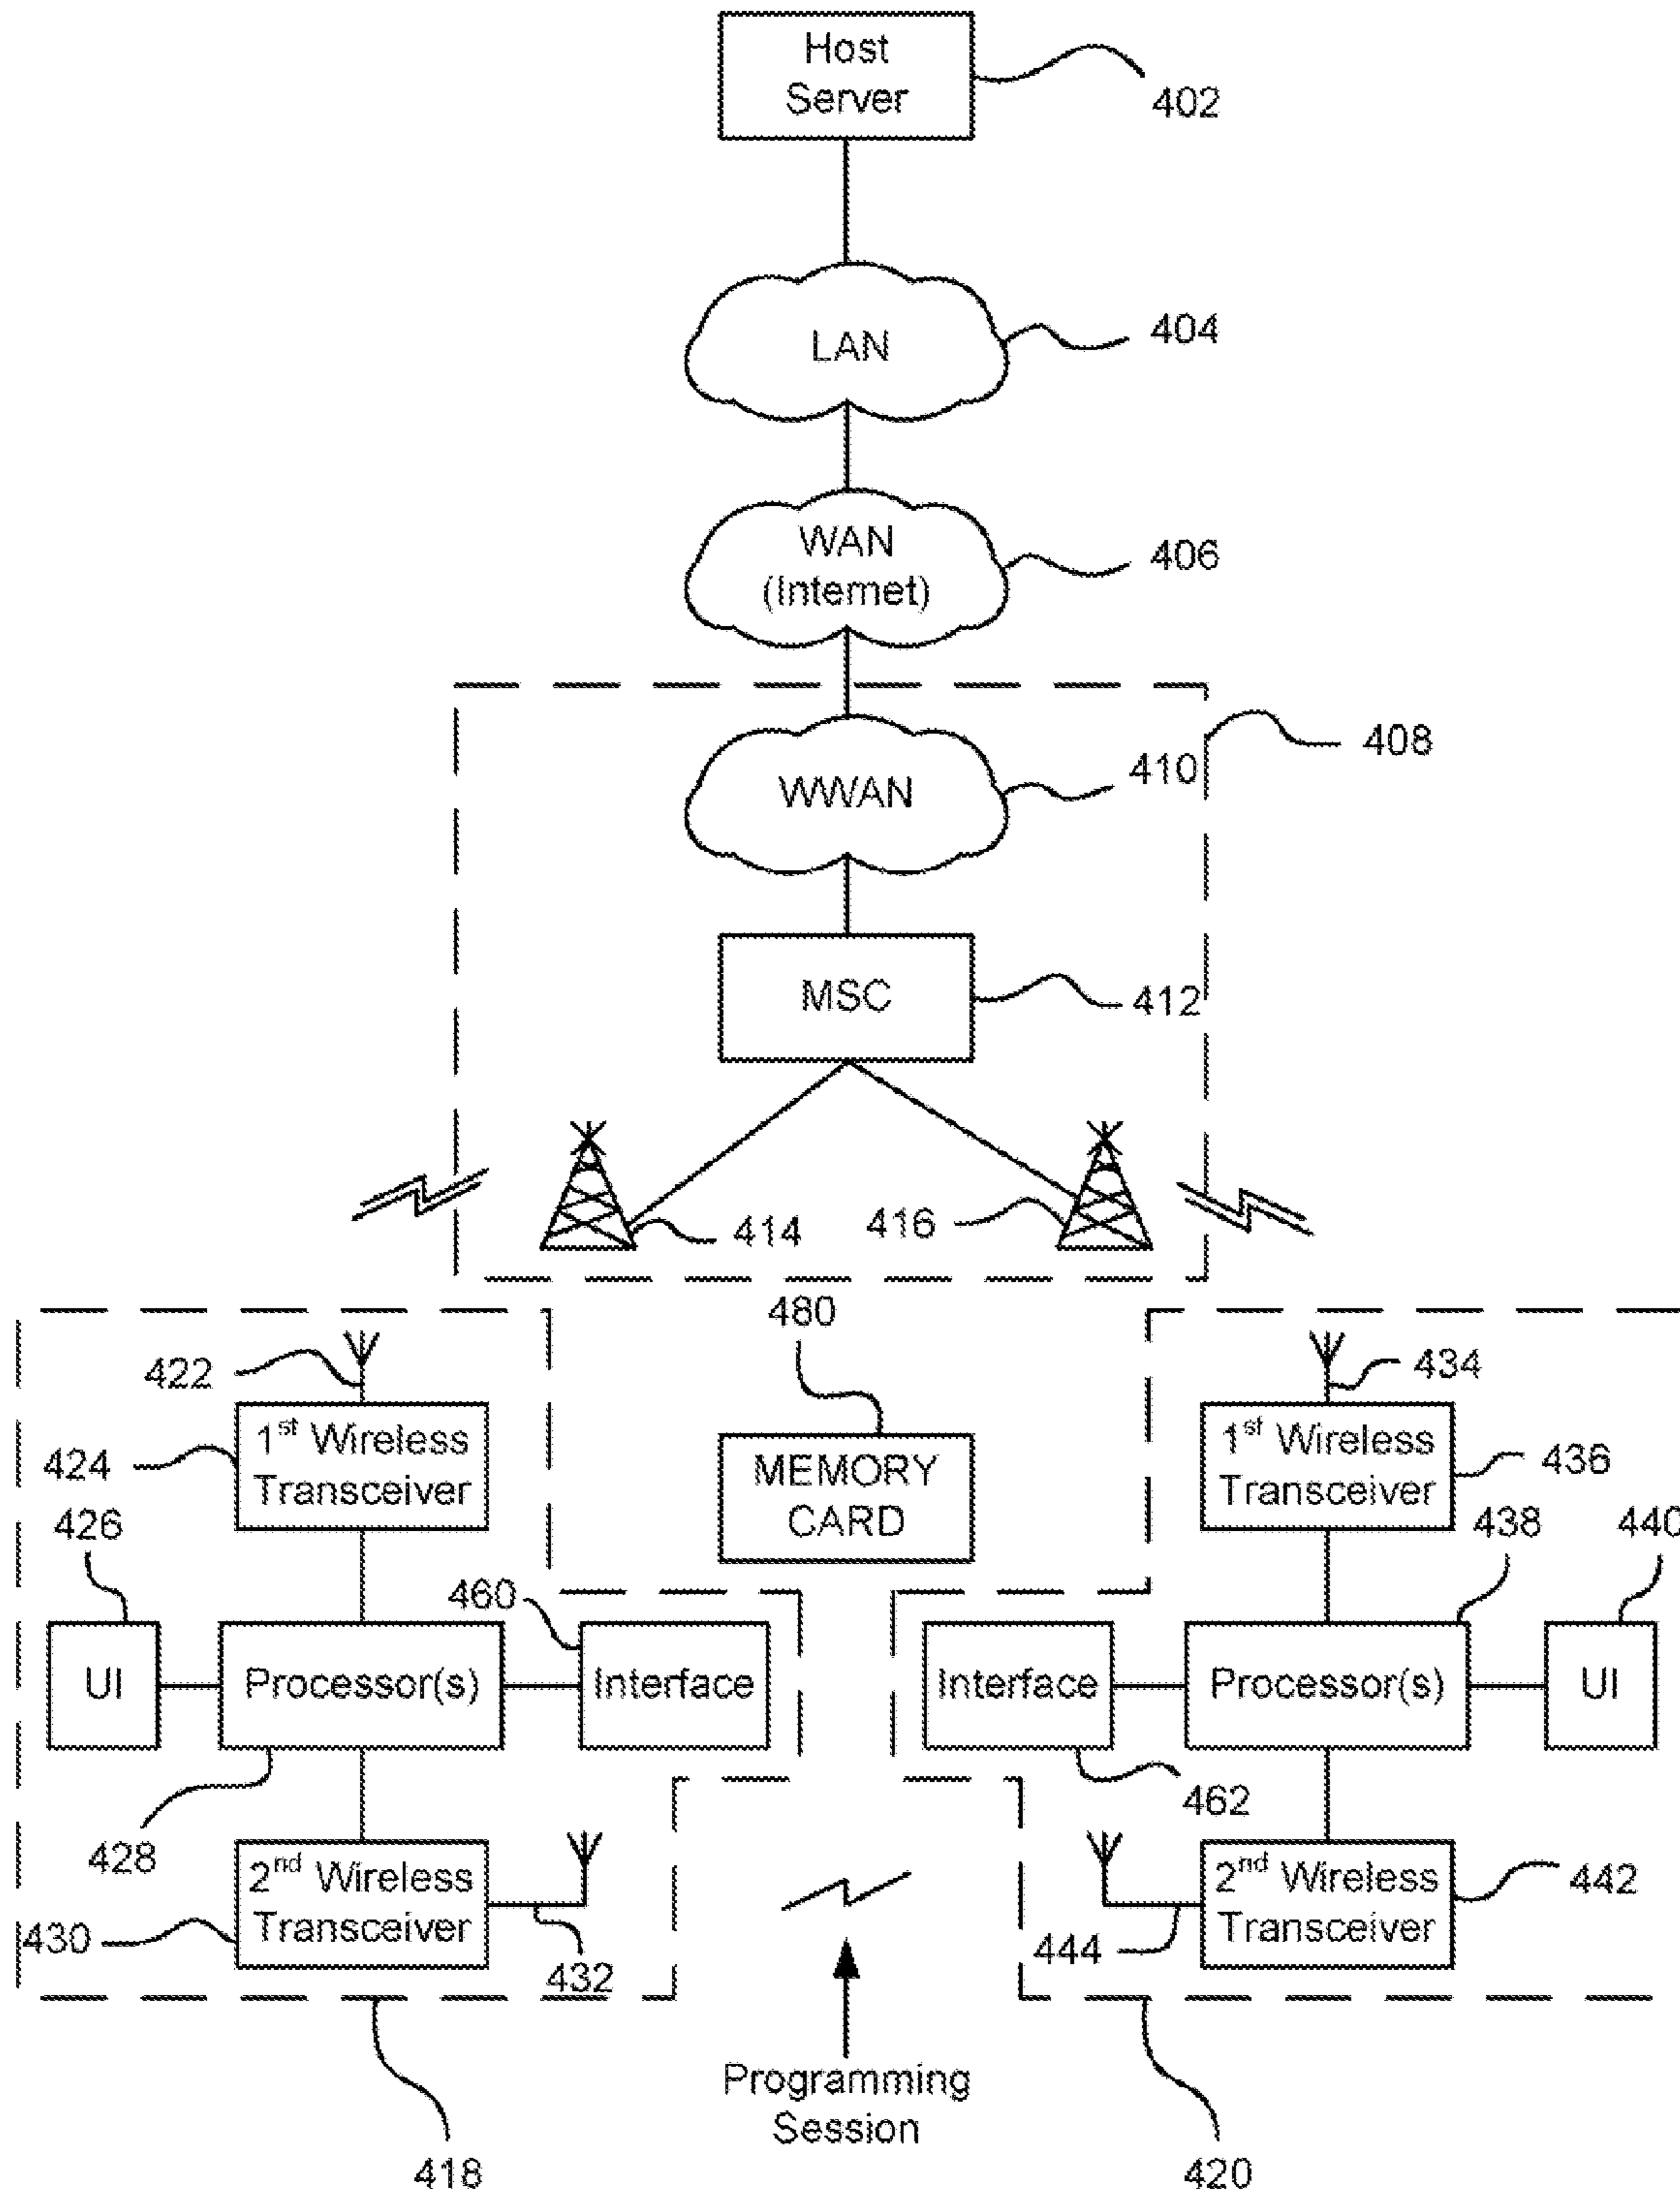 Host
Server
402
LAN
404
WAN
(Internet)
406
408
WWAN
410
MSC
412
414
416
480
422
434
1st Wireless
Transceiver
424
MEMORY
CARD
1st Wireless
Transceiver
436
426
438
440
460
UI
Processor(s)
Interface
Interface
Processor(s)
UI
428
462
2nd Wireless
Transceiver
430
432
2nd Wireless
Transceiver
442
444
Programming
Session
418
420